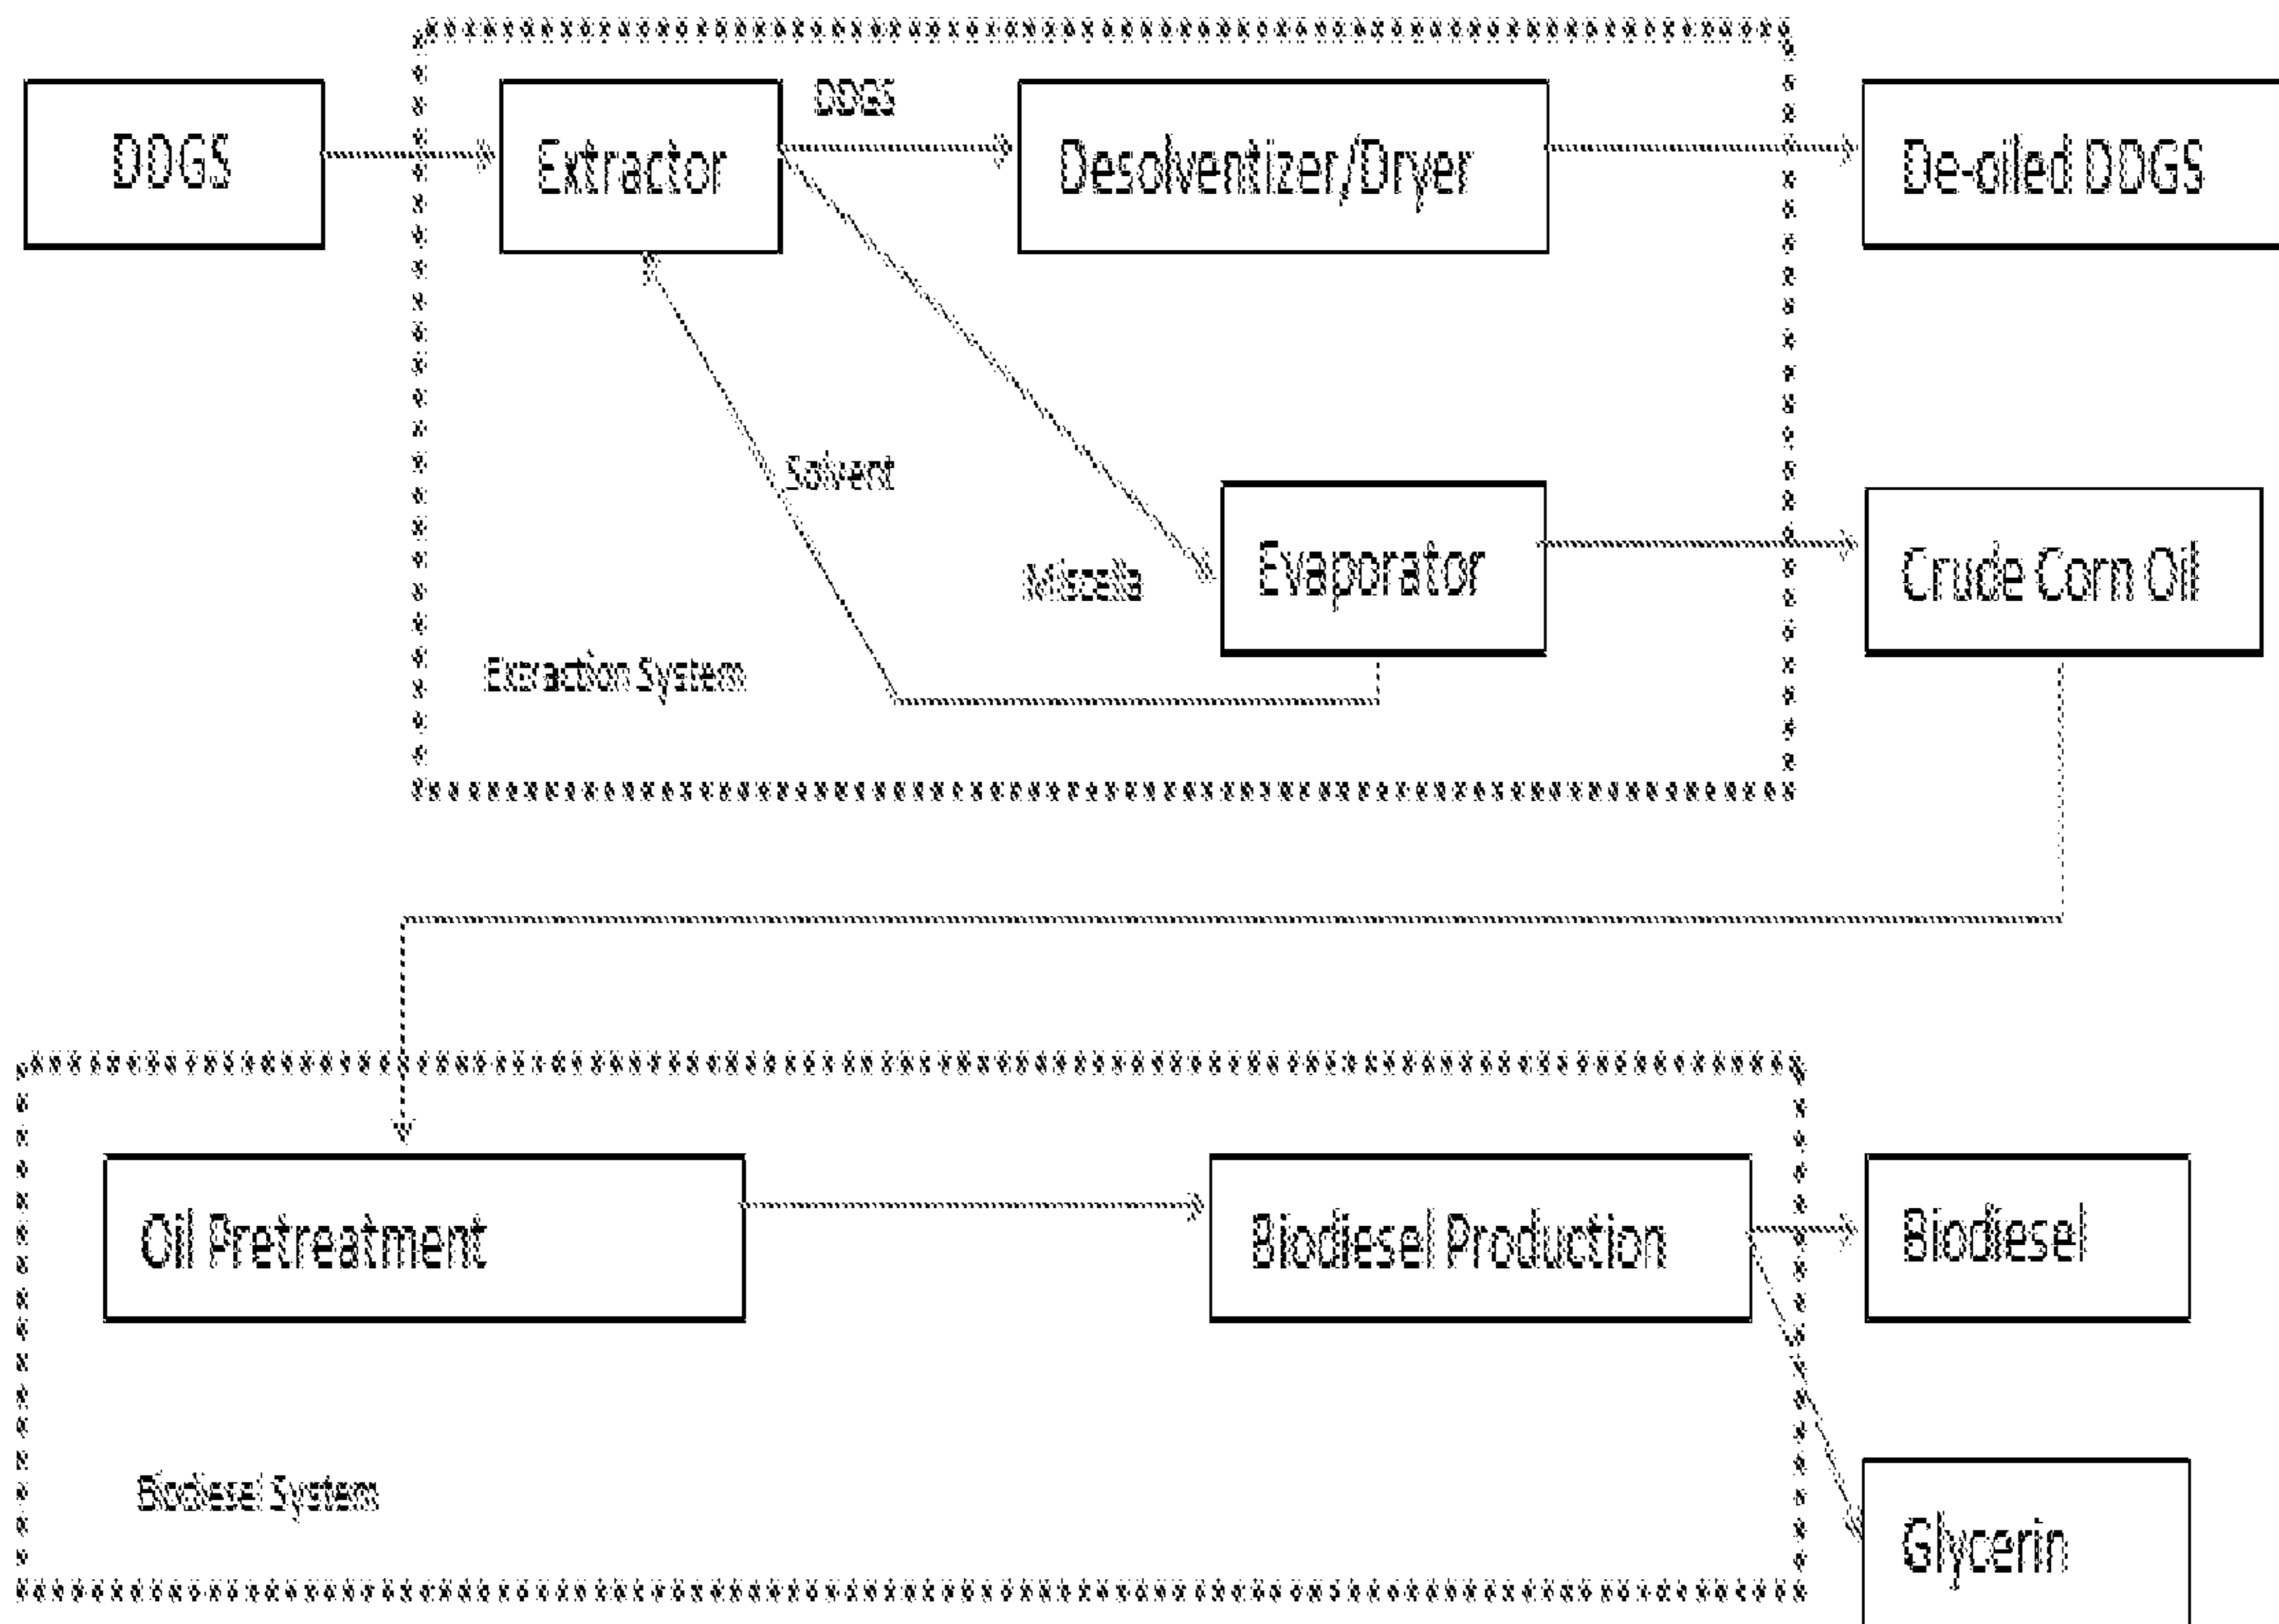 DDGS
Extractor
DDGS
Desolventizer/Dryer
De-oiled DDGS
Solvent
Miscella
Evaporator
Crude Corn Oil
Extraction System
Oil Pretreatment
Biodiesel Production
Biodiesel
Biodiesel System
Glycerin